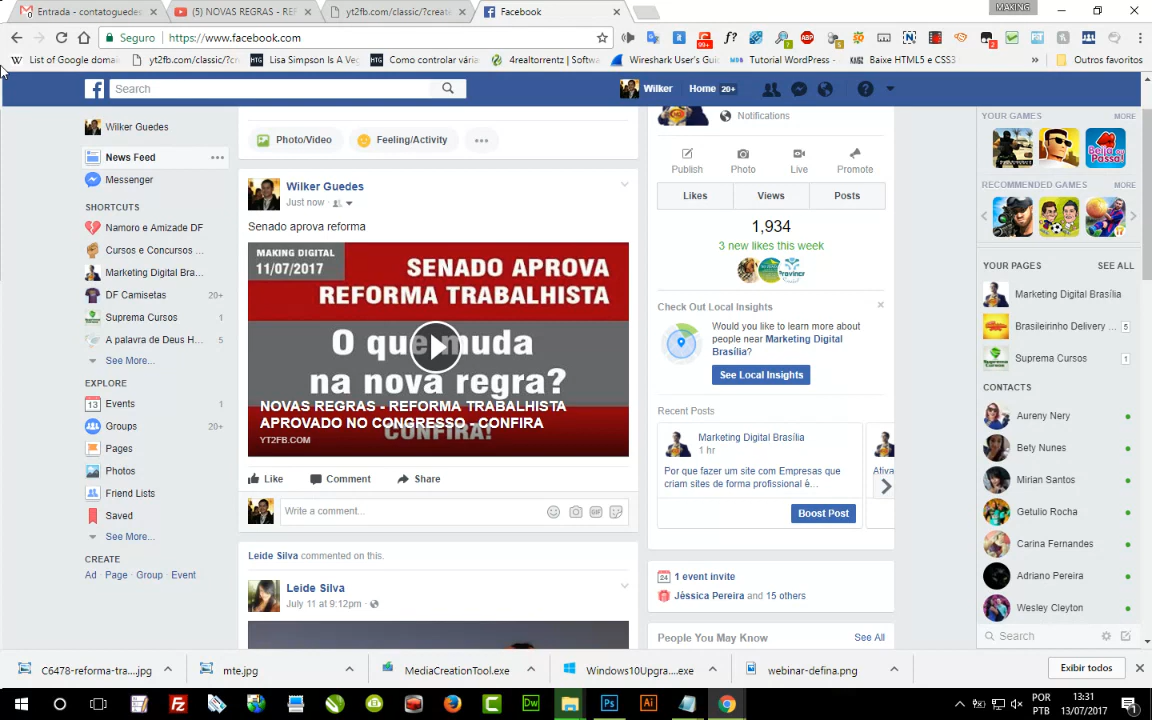 Entrada - contatoguedes
(5) NOVAS REGRAS - REF
yt2fb.com/classic/?create
Facebook
MAKING
Seguro
https://www.facebook.com
List of Google domai
yt2fb.com/classic/?cr
Lisa Simpson Is A Veg
Como controlar vária
4realtorrentz | Softwa
Wireshark User's Guid
Tutorial WordPress -
Baixe HTML5 e CSS3
Outros favoritos
Search
Wilker
Home 20+
Wilker Guedes
News Feed
Messenger
SHORTCUTS
Namoro e Amizade DF
Cursos e Concursos ...
Marketing Digital Bra...
DF Camisetas 20+
Suprema Cursos 1
A palavra de Deus H... 5
See More...
EXPLORE
Events 1
Groups 20+
Pages
Photos
Friend Lists
Saved
See More...
CREATE
Ad Page Group Event
Photo/Video
Feeling/Activity
Wilker Guedes
Just now
Senado aprova reforma
MAKING DIGITAL
11/07/2017
SENADO APROVA
REFORMA TRABALHISTA
O que muda
na nova regra?
NOVAS REGRAS - REFORMA TRABALHISTA
APROVADO NO CONGRESSO - CONFIRA
CONFIRA!
YT2FB.COM
Like
Comment
Share
Write a comment...
Leide Silva commented on this.
Leide Silva
July 11 at 9:12pm
Notifications
Publish
Photo
Live
Promote
Likes
Views
Posts
1,934
3 new likes this week
Check Out Local Insights
Would you like to learn more about
people near Marketing Digital
Brasília?
See Local Insights
Recent Posts
Marketing Digital Brasília
1 hr
Por que fazer um site com Empresas que
criam sites de forma profissional é...
Ativa
Boost Post
1 event invite
Jèssica Pereira and 15 others
People You May Know
See All
YOUR GAMES
MORE
RECOMMENDED GAMES
MORE
YOUR PAGES
SEE ALL
Marketing Digital Brasília
Brasileirinho Delivery ... 5
Suprema Cursos 1
CONTACTS
Aureny Nery
Bety Nunes
Mirian Santos
Getulio Rocha
Carina Fernandes
Adriano Pereira
Wesley Cleyton
Search
C6478-reforma-tra....jpg
mte.jpg
MediaCreationTool.exe
Windows10Upgra....exe
webinar-defina.png
Exibir todos
POR
PTB
13:31
13/07/2017